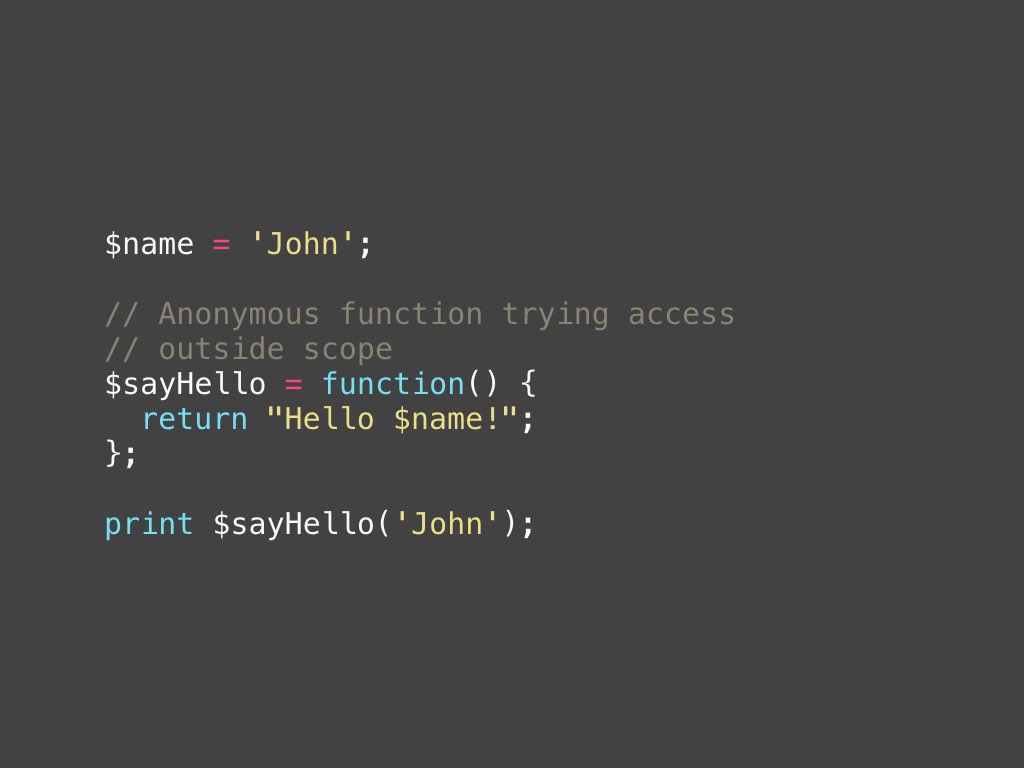 $name = 'John';
// Anonymous function trying access
// outside scope
$sayHello = function() {
return "Hello $name!";
};
print $sayHello('John');